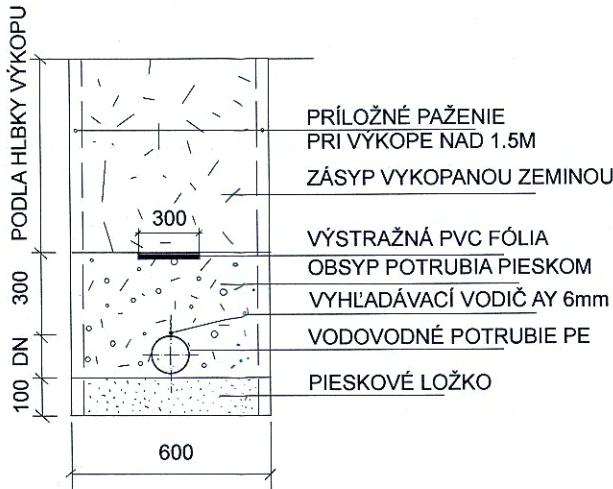 PODLA HLBKY VÝKOPU
PRÍLOŽNÉ PAŽENIE
PRI VÝKOPE NAD 1.5M
ZÁSYP VYKOPANOU ZEMINOU
300
VÝSTRAŽNÁ PVC FÓLIA
OBSYP POTRUBIA PIESKOM
300
VYHĽADÁVACÍ VODIČ AY 6mm
DN
VODOVODNÉ POTRUBIE PE
100
PIESKOVÉ LOŽKO
600